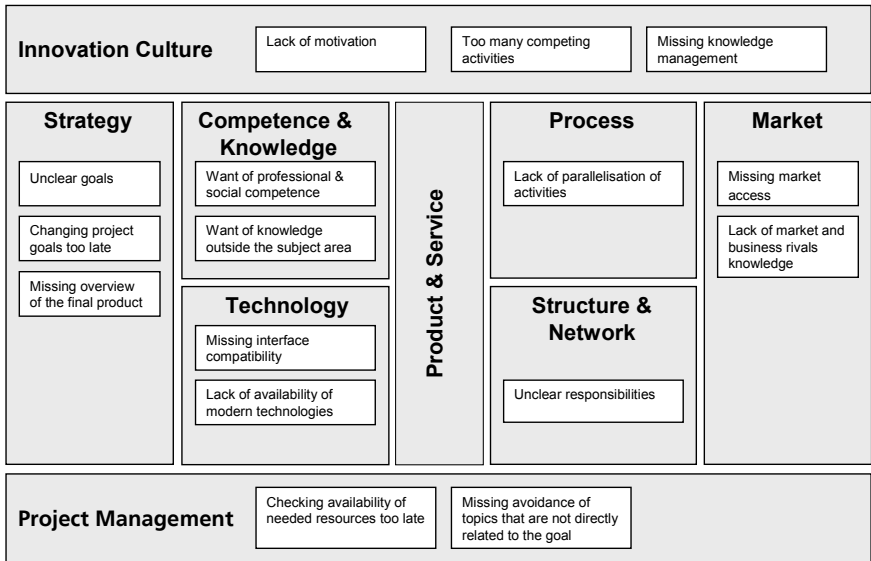 Innovation Culture
Lack of motivation
Too many competing
activities
Missing knowledge
management
Strategy
Unclear goals
Changing project
goals too late
Missing overview
of the final product
Competence &
Knowledge
Want of professional &
social competence
Want of knowledge
outside the subject area
Technology
Missing interface
compatibility
Lack of availability of
modern technologies
Product & Service
Process
Lack of parallelisation of
activities
Structure &
Network
Unclear responsibilities
Market
Missing market
access
Lack of market and
business rivals
knowledge
Project Management
Checking availability of
needed resources too late
Missing avoidance of
topics that are not directly
related to the goal